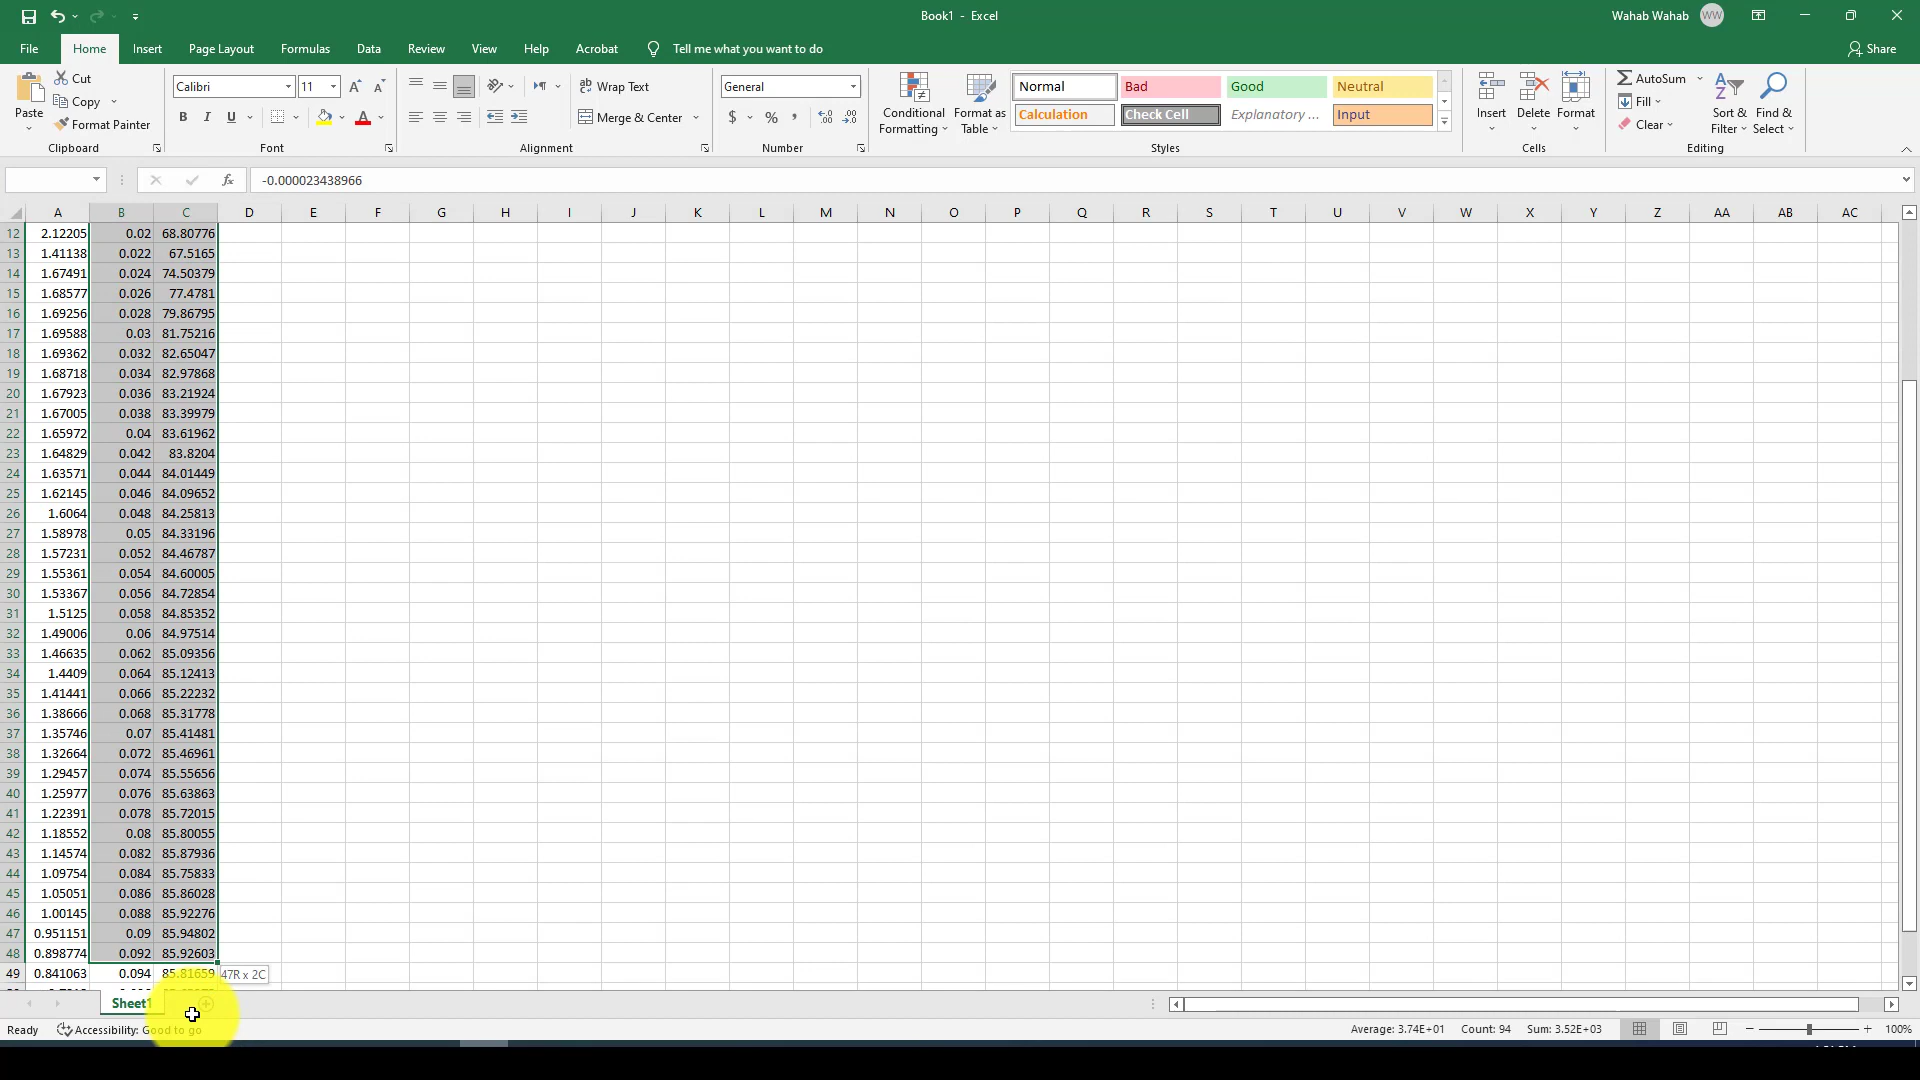 Book1 - Excel
Wahab Wahab WW
File Home Insert Page Layout Formulas Data Review View Help Acrobat Tell me what you want to do Share
Paste Cut Copy Format Painter
Calibri 11 A A B I U A
ab Wrap Text Merge & Center
General $ % ,
Conditional Formatting Format as Table
Normal Bad Good Neutral
Calculation Check Cell Explanatory ... Input
Insert Delete Format
AutoSum Fill Clear Sort & Filter Find & Select
Clipboard Font Alignment Number Styles Cells Editing
fx -0.000023438966
A B C D E F G H I J K L M N O P Q R S T U V W X Y Z AA AB AC
12 2.12205 0.02 68.80776
13 1.41138 0.022 67.5165
14 1.67491 0.024 74.50379
15 1.68577 0.026 77.4781
16 1.69256 0.028 79.86795
17 1.69588 0.03 81.75216
18 1.69362 0.032 82.65047
19 1.68718 0.034 82.97868
20 1.67923 0.036 83.21924
21 1.67005 0.038 83.39979
22 1.65972 0.04 83.61962
23 1.64829 0.042 83.8204
24 1.63571 0.044 84.01449
25 1.62145 0.046 84.09652
26 1.6064 0.048 84.25813
27 1.58978 0.05 84.33196
28 1.57231 0.052 84.46787
29 1.55361 0.054 84.60005
30 1.53367 0.056 84.72854
31 1.5125 0.058 84.85352
32 1.49006 0.06 84.97514
33 1.46635 0.062 85.09356
34 1.4409 0.064 85.12413
35 1.41441 0.066 85.22232
36 1.38666 0.068 85.31778
37 1.35746 0.07 85.41481
38 1.32664 0.072 85.46961
39 1.29457 0.074 85.55656
40 1.25977 0.076 85.63863
41 1.22391 0.078 85.72015
42 1.18552 0.08 85.80055
43 1.14574 0.082 85.87936
44 1.09754 0.084 85.75833
45 1.05051 0.086 85.86028
46 1.00145 0.088 85.92276
47 0.951151 0.09 85.94802
48 0.898774 0.092 85.92603
49 0.841063 0.094 85.81659 47R x 2C
Sheet1
Ready Accessibility: Good to go Average: 3.74E+01 Count: 94 Sum: 3.52E+03 100%